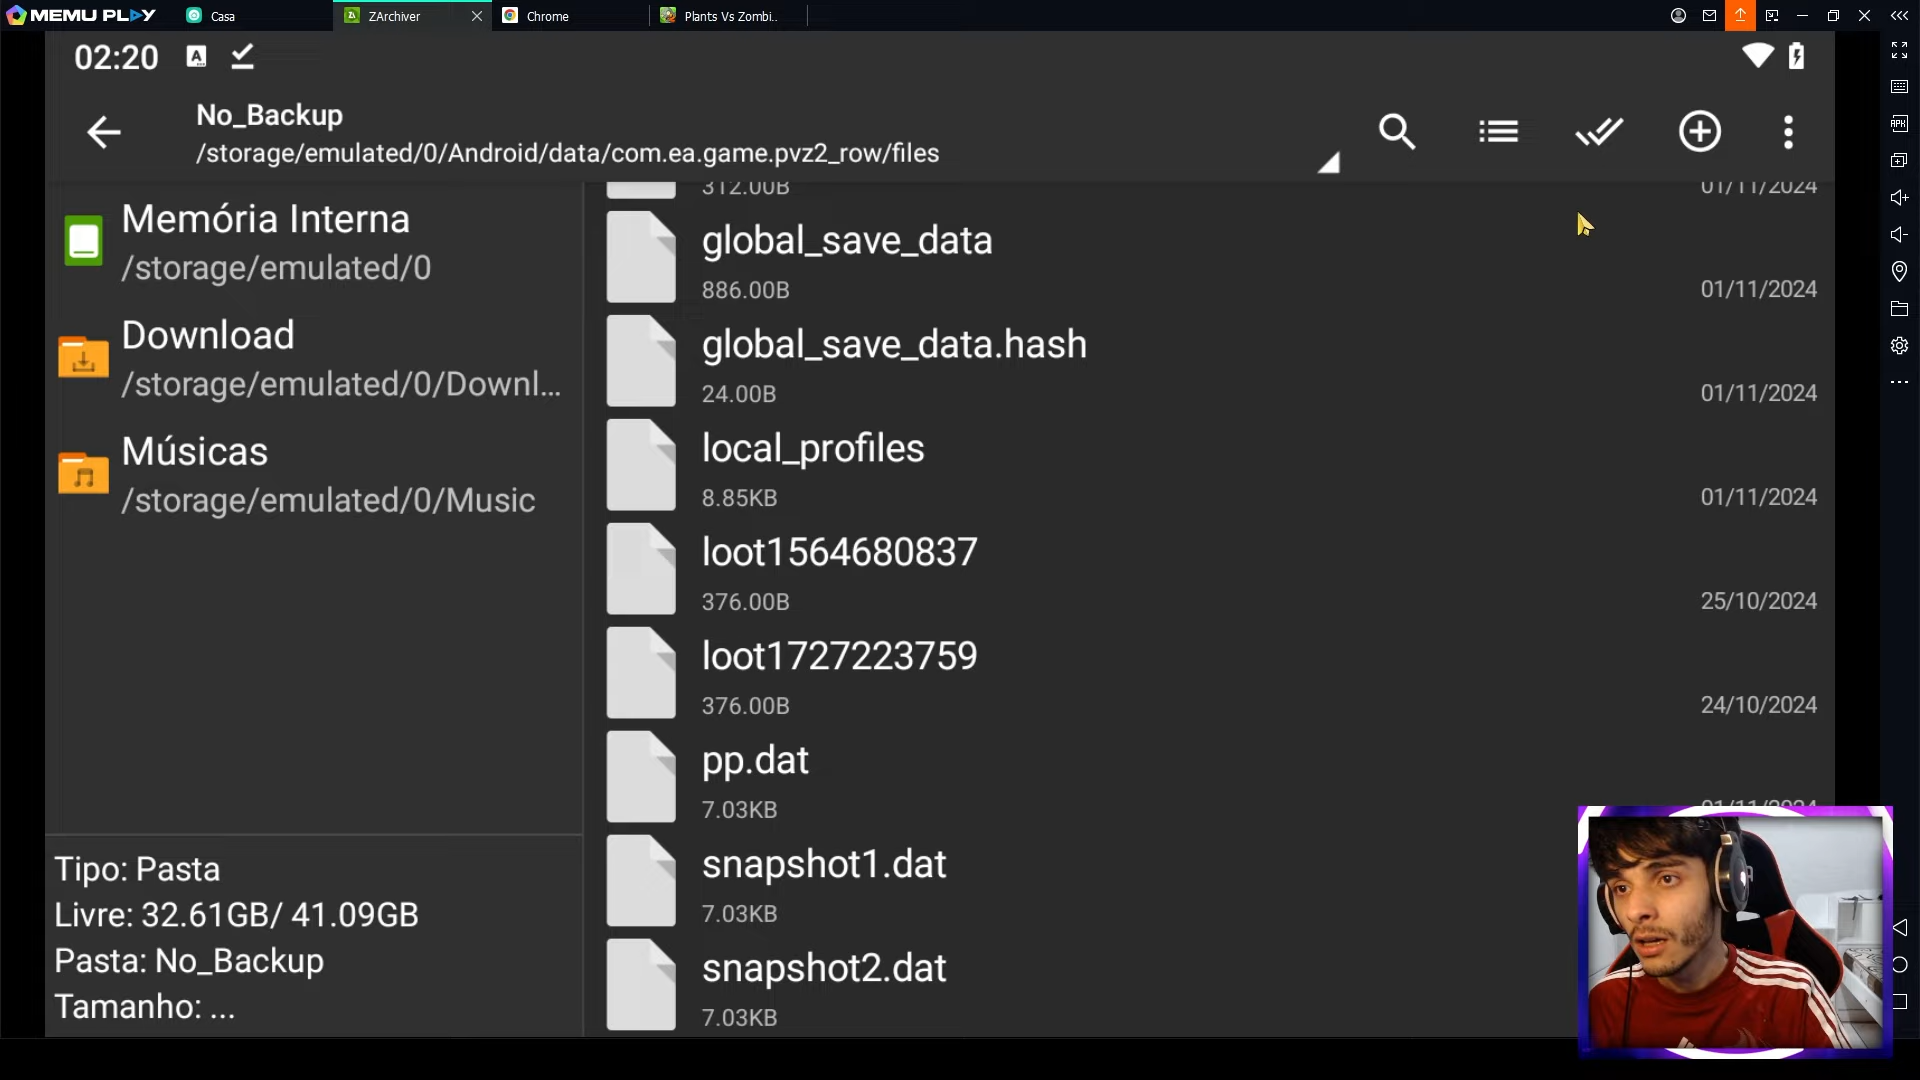 MEMU PLAY
Casa
ZArchiver
Chrome
Plants Vs Zombi..
02:20
No_Backup
/storage/emulated/0/Android/data/com.ea.game.pvz2_row/files
Memória Interna
/storage/emulated/0
Download
/storage/emulated/0/Downl...
Músicas
/storage/emulated/0/Music
Tipo: Pasta
Livre: 32.61GB/ 41.09GB
Pasta: No_Backup
Tamanho: ...
312.00B
01/11/2024
global_save_data
886.00B
01/11/2024
global_save_data.hash
24.00B
01/11/2024
local_profiles
8.85KB
01/11/2024
loot1564680837
376.00B
25/10/2024
loot1727223759
376.00B
24/10/2024
pp.dat
7.03KB
01/11/2024
snapshot1.dat
7.03KB
snapshot2.dat
7.03KB